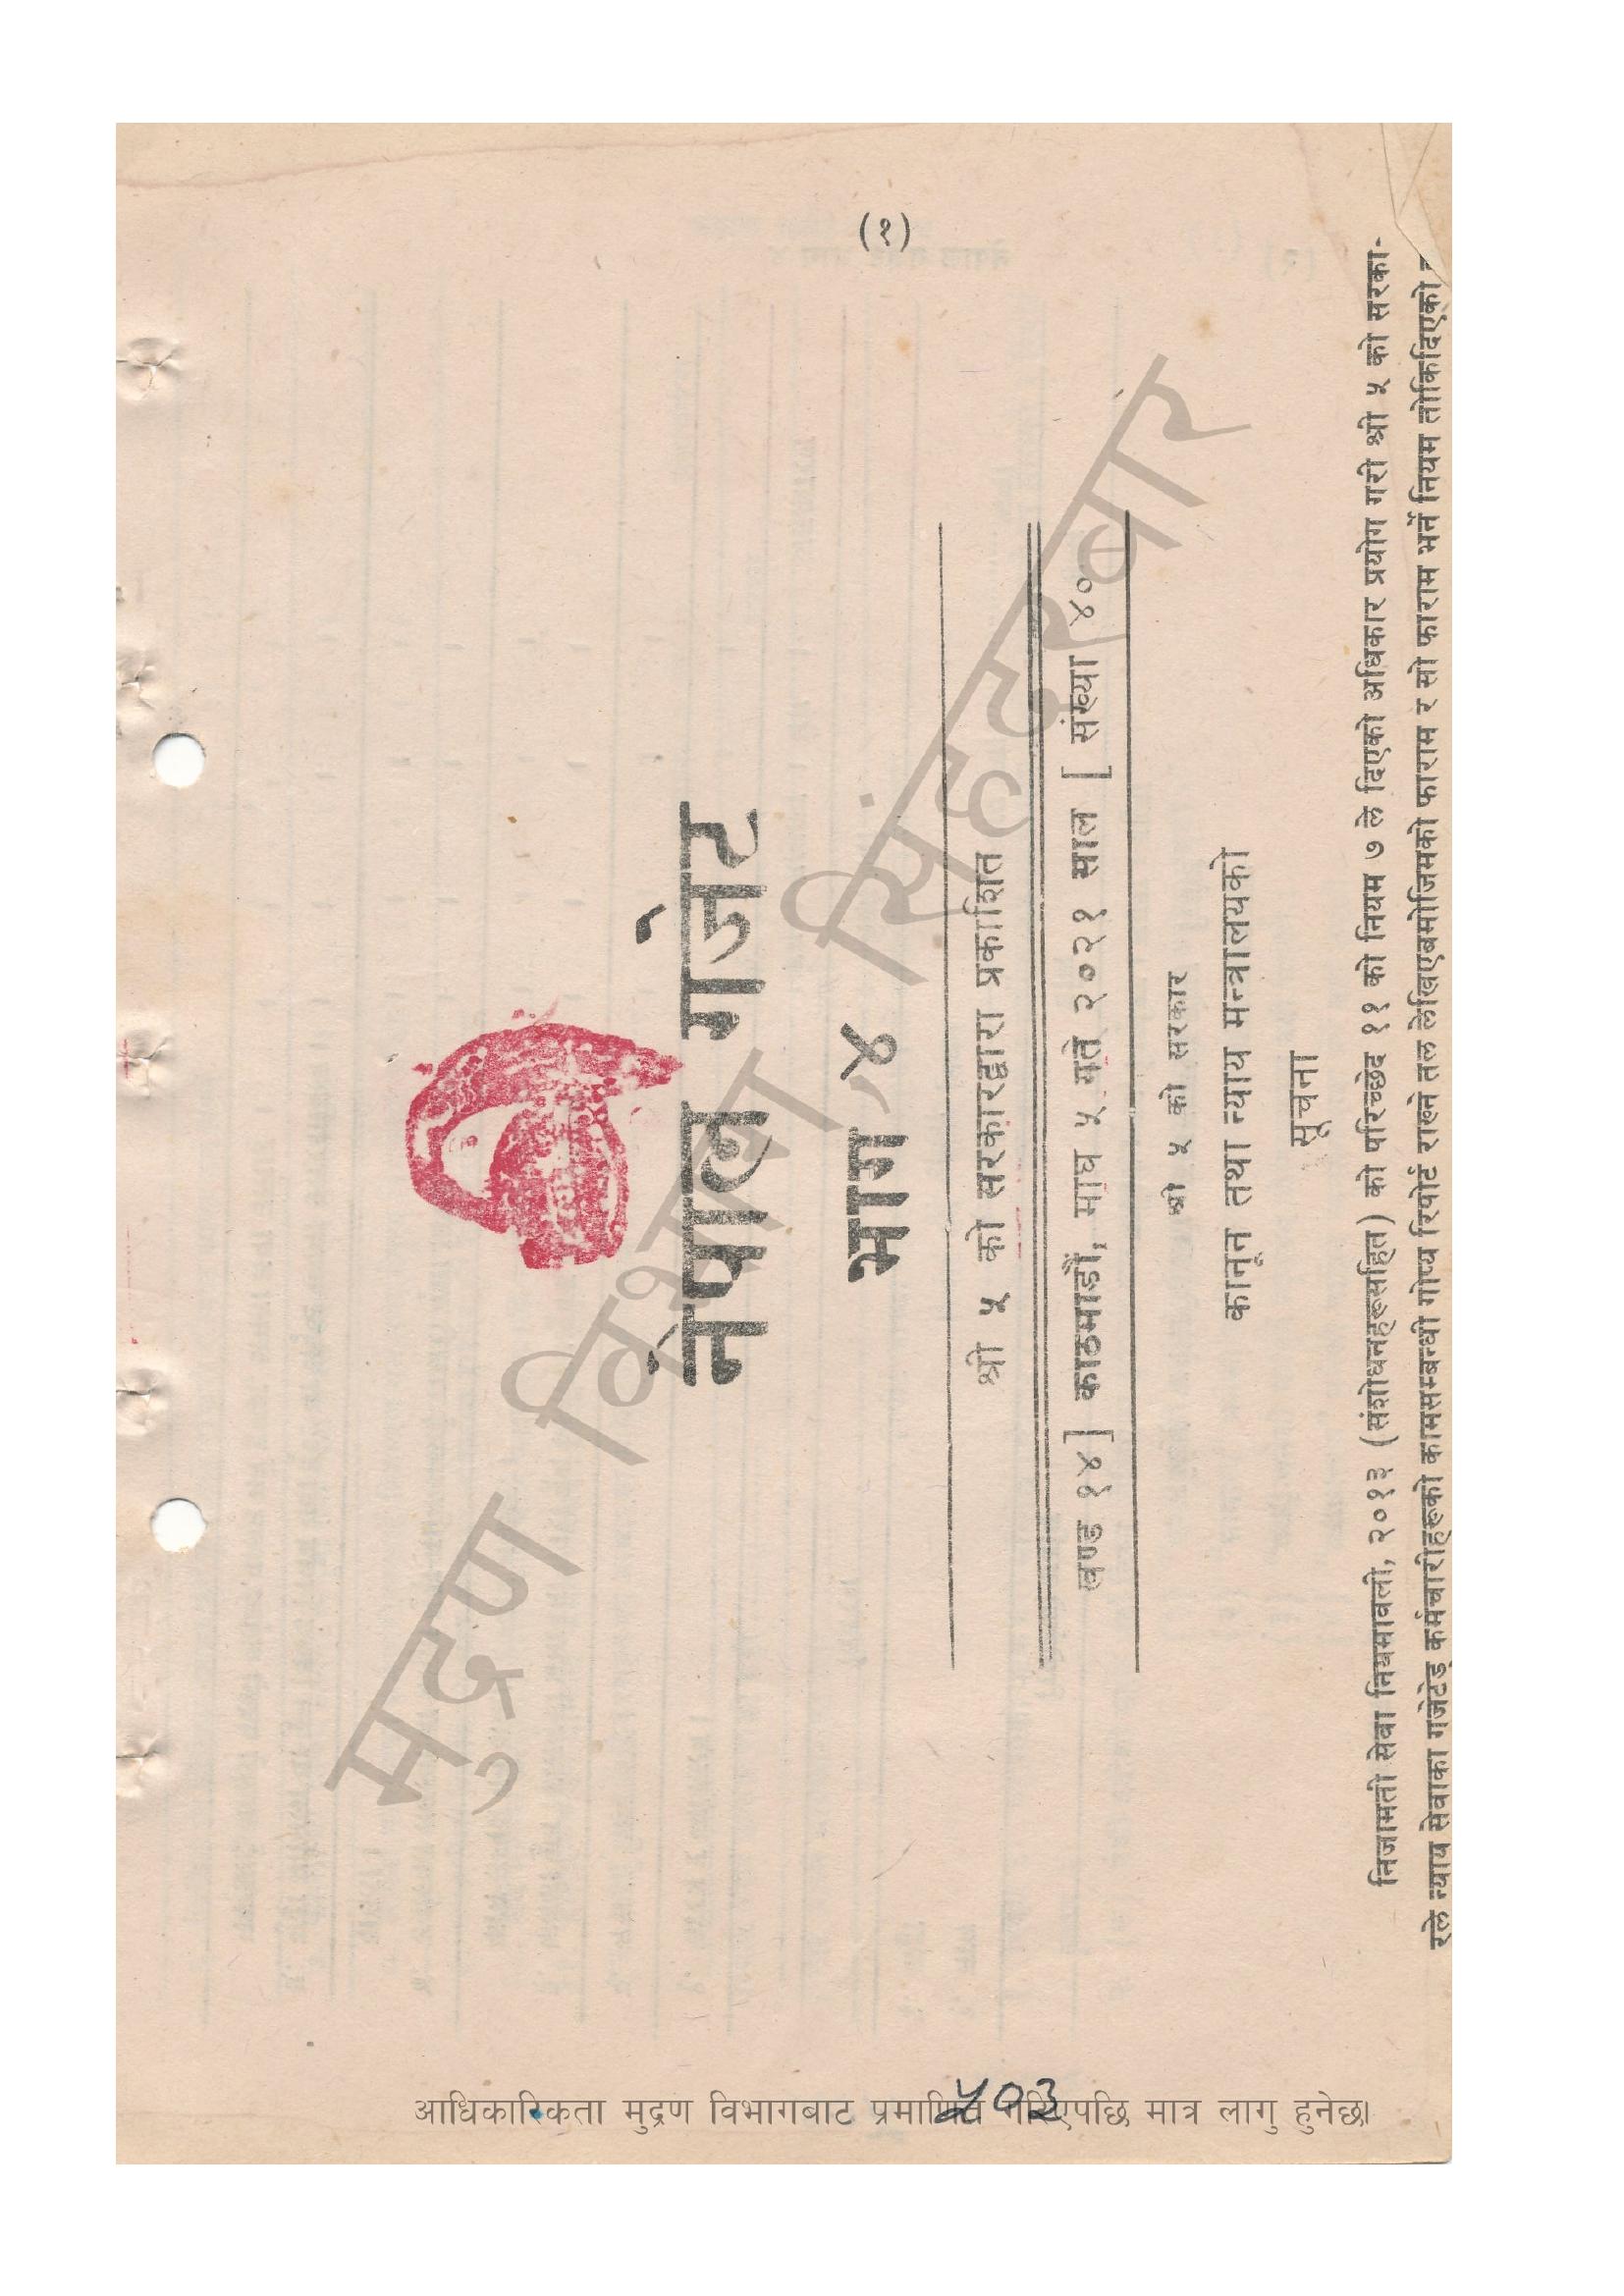 नेपाल गजेट
भाग ४
श्री ५ को सरकारद्वारा प्रकाशित
खण्ड १४] काठमाडौं, माघ ५ गते २०२१ साल [ संख्या ४०
श्री ५ को सरकार
कानून तथा न्याय मन्त्रालयको
सूचना
निजामती सेवा नियमावली, २०१३ (संशोधनहरूसहित) को परिच्छेद ११ को नियम ७ ले दिएको अधिकार प्रयोग गरी श्री ५ को सरका-
रले न्याय सेवाका गजेटेड कर्मचारीहरूको कामसम्बन्धी गोप्य रिपोर्ट राख्ने तल लेखिएबमोजिमको फाराम र सो फाराम भर्ने नियम तोकिदिएको
(१)
मुद्रण विभाग सिंहदरबार
५०३
आधिकारिकता मुद्रण विभागबाट प्रमाणित गरिएपछि मात्र लागु हुनेछ।